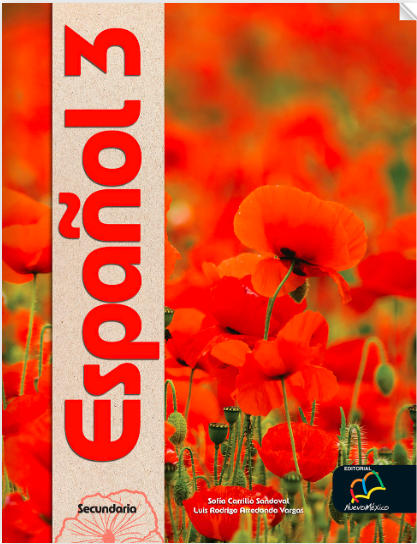 Español 3
Secundaria
Sofía Carrillo Sandoval
Luis Rodrigo Arredondo Vargas
EDITORIAL
NUEVO MÉXICO